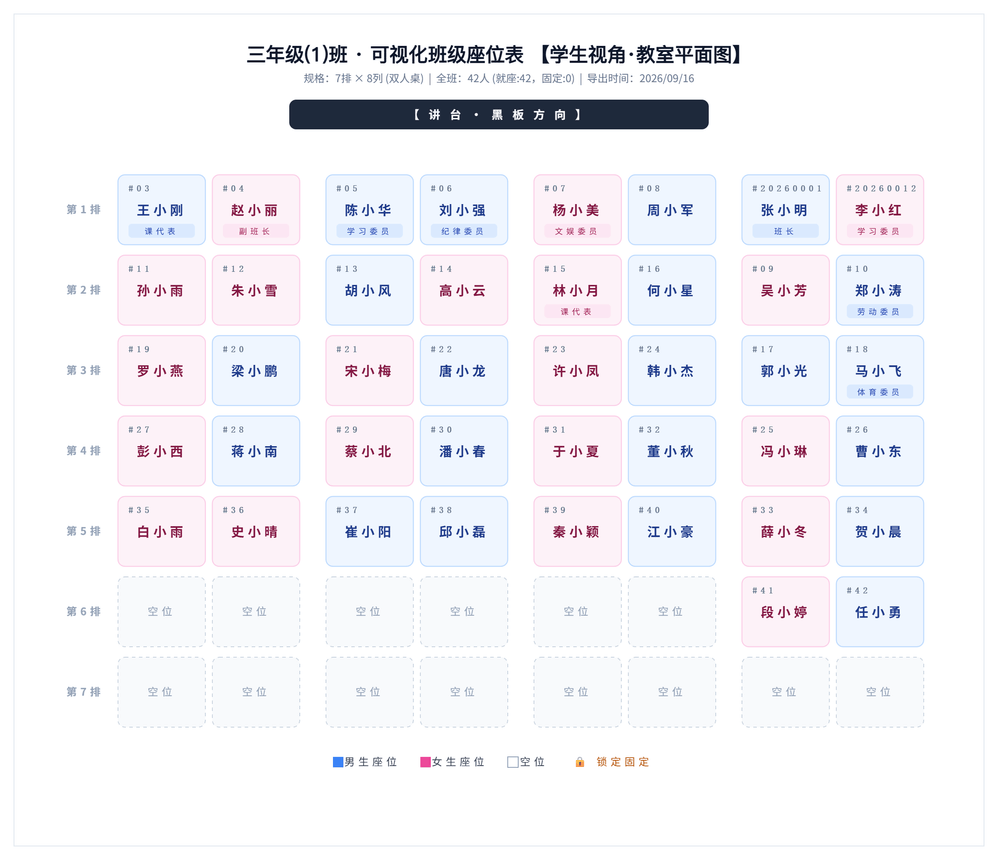 三年级(1)班 · 可视化班级座位表 【学生视角·教室平面图】
规格：7排 × 8列 (双人桌) | 全班：42人 (就座:42，固定:0) | 导出时间：2026/09/16
【 讲 台 · 黑 板 方 向 】
#03 #04 #05 #06 #07 #08 #20260001 #20260012
第1排 王小刚 赵小丽 陈小华 刘小强 杨小美 周小军 张小明 李小红
课代表 副班长 学习委员 纪律委员 文娱委员 班长 学习委员
#11 #12 #13 #14 #15 #16 #09 #10
第2排 孙小雨 朱小雪 胡小风 高小云 林小月 何小星 吴小芳 郑小涛
课代表 劳动委员
#19 #20 #21 #22 #23 #24 #17 #18
第3排 罗小燕 梁小鹏 宋小梅 唐小龙 许小凤 韩小杰 郭小光 马小飞
体育委员
#27 #28 #29 #30 #31 #32 #25 #26
第4排 彭小西 蒋小南 蔡小北 潘小春 于小夏 董小秋 冯小琳 曹小东
#35 #36 #37 #38 #39 #40 #33 #34
第5排 白小雨 史小晴 崔小阳 邱小磊 秦小颖 江小豪 薛小冬 贺小晨
#41 #42
第6排 空位 空位 空位 空位 空位 空位 段小婷 任小勇
第7排 空位 空位 空位 空位 空位 空位 空位 空位
男生座位 女生座位 空位 🔒 锁定固定